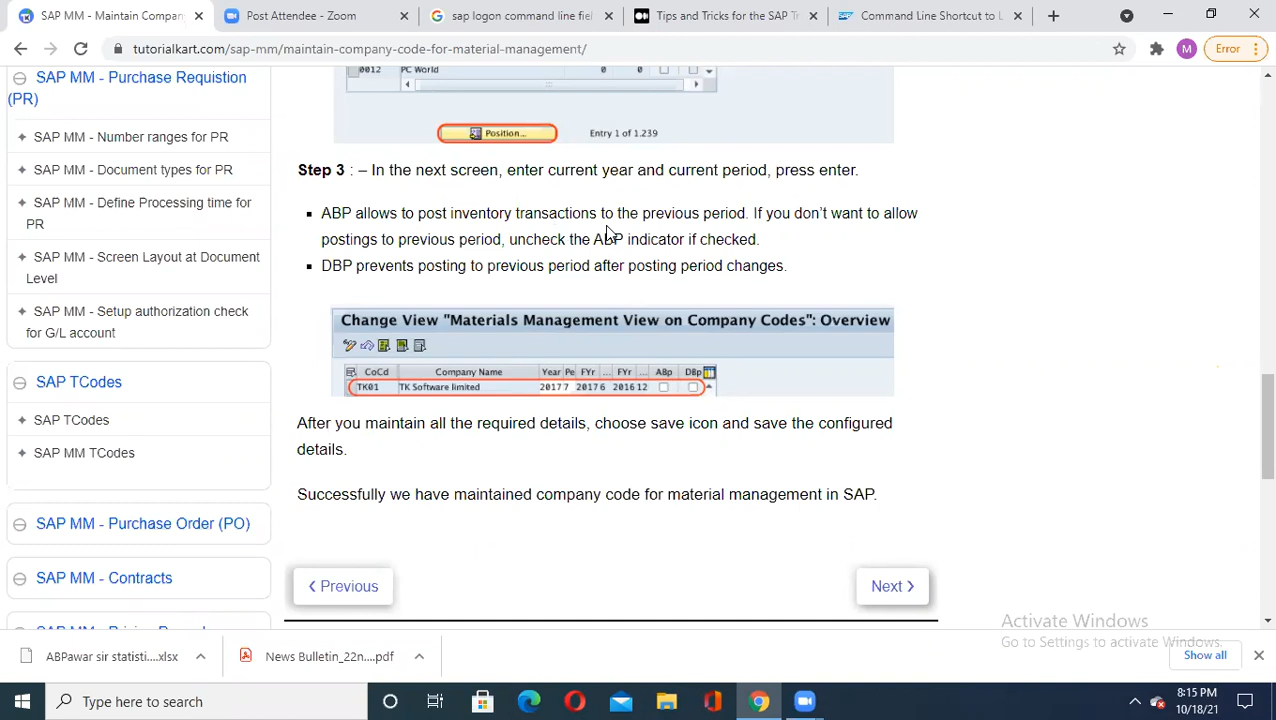 SAP MM - Maintain Compan
Post Attendee - Zoom
sap logon command line fiel
Tips and Tricks for the SAP T
Command Line Shortcut to L
tutorialkart.com/sap-mm/maintain-company-code-for-material-management/
M
Error
SAP MM - Purchase Requistion
(PR)
SAP MM - Number ranges for PR
SAP MM - Document types for PR
SAP MM - Define Processing time for
PR
SAP MM - Screen Layout at Document
Level
SAP MM - Setup authorization check
for G/L account
SAP TCodes
SAP TCodes
SAP MM TCodes
SAP MM - Purchase Order (PO)
SAP MM - Contracts
0012 PC World 0 0
Position...
Entry 1 of 1.239
Step 3 : – In the next screen, enter current year and current period, press enter.
ABP allows to post inventory transactions to the previous period. If you don’t want to allow
postings to previous period, uncheck the ABP indicator if checked.
DBP prevents posting to previous period after posting period changes.
Change View "Materials Management View on Company Codes": Overview
CoCd Company Name Year Pe FYr ... FYr ... ABp DBp
TK01 TK Software limited 2017 7 2017 6 2016 12
After you maintain all the required details, choose save icon and save the configured
details.
Successfully we have maintained company code for material management in SAP.
Previous
Next
Activate Windows
Go to Settings to activate Windows.
ABPawar sir statisti....xlsx
News Bulletin_22n....pdf
Show all
Type here to search
8:15 PM
10/18/21